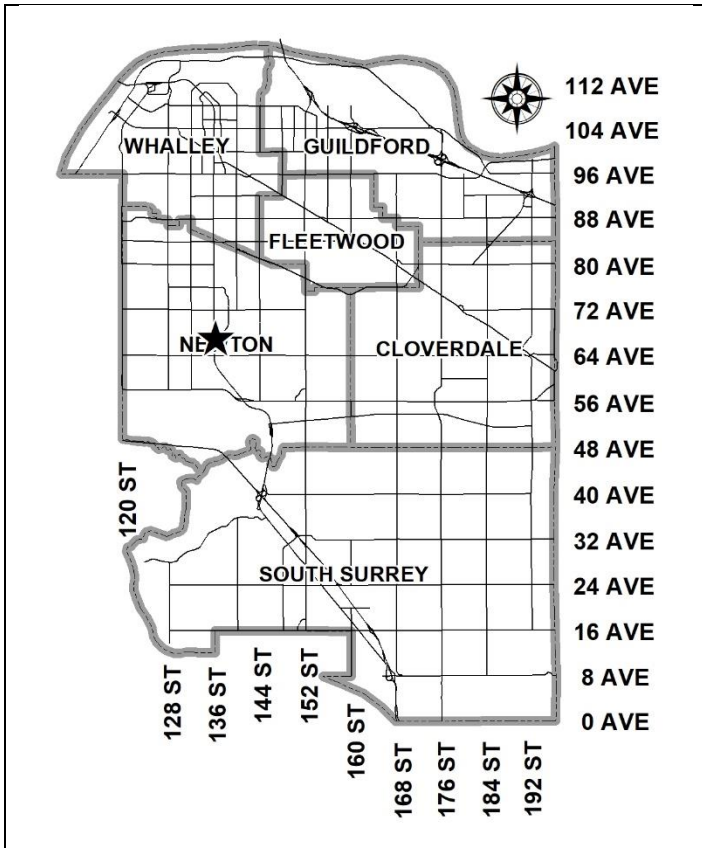 112 AVE
104 AVE
WHALLEY
GUILDFORD
96 AVE
88 AVE
FLEETWOOD
80 AVE
72 AVE
NEWTON
CLOVERDALE
64 AVE
56 AVE
48 AVE
120 ST
40 AVE
32 AVE
SOUTH SURREY
24 AVE
16 AVE
128 ST
136 ST
144 ST
152 ST
160 ST
8 AVE
0 AVE
168 ST
176 ST
184 ST
192 ST